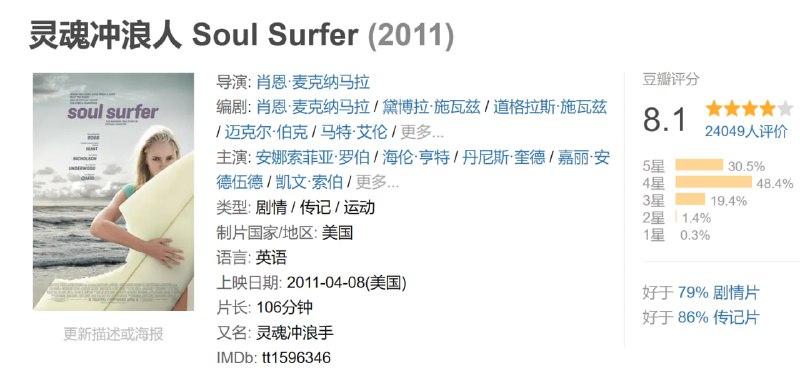 灵魂冲浪人 Soul Surfer (2011)
soul surfer
ROBB
HUNT
NICHOLSON
UNDERWOOD
QUAID
更新描述或海报
导演: 肖恩·麦克纳马拉
编剧: 肖恩·麦克纳马拉 / 黛博拉·施瓦兹 / 道格拉斯·施瓦兹
/ 迈克尔·伯克 / 马特·艾伦 / 更多...
主演: 安娜索菲亚·罗伯 / 海伦·亨特 / 丹尼斯·奎德 / 嘉丽·安
德伍德 / 凯文·索伯 / 更多...
类型: 剧情 / 传记 / 运动
制片国家/地区: 美国
语言: 英语
上映日期: 2011-04-08(美国)
片长: 106分钟
又名: 灵魂冲浪手
IMDb: tt1596346
豆瓣评分
8.1
24049人评价
5星 30.5%
4星 48.4%
3星 19.4%
2星 1.4%
1星 0.3%
好于 79% 剧情片
好于 86% 传记片